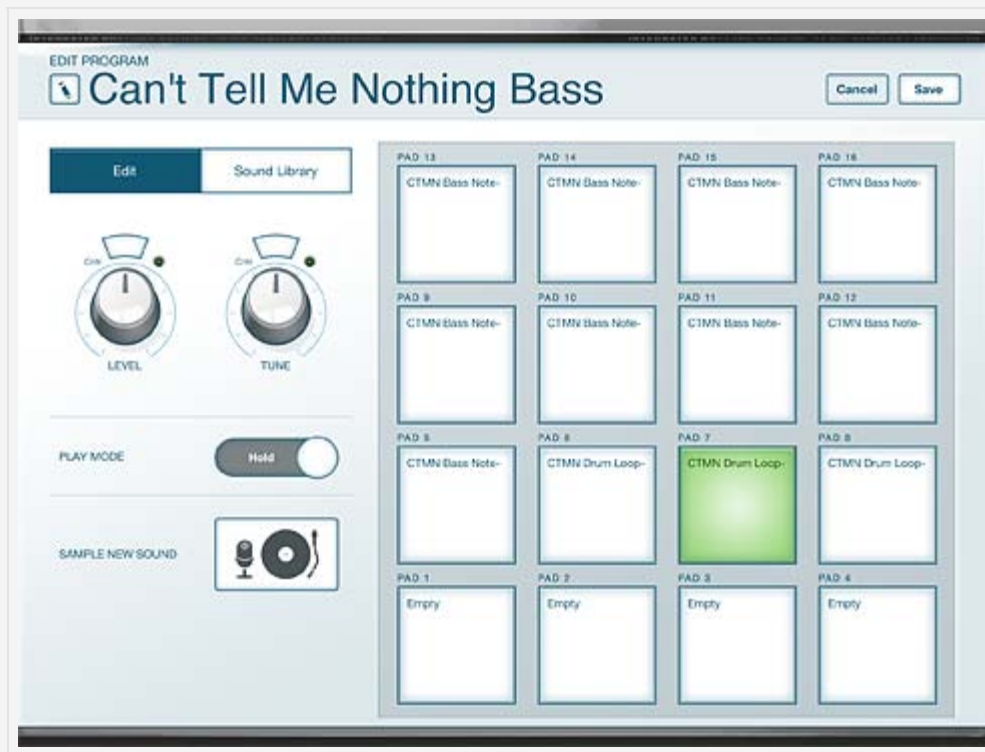 EDIT PROGRAM
Can't Tell Me Nothing Bass
Cancel
Save
Edit
Sound Library
LEVEL
TUNE
PLAY MODE
Hold
SAMPLE NEW SOUND
PAD 13
PAD 14
PAD 15
PAD 16
CTMN Bass Note-
CTMN Bass Note-
CTMN Bass Note-
CTMN Bass Note-
PAD 9
PAD 10
PAD 11
PAD 12
CTMN Bass Note-
CTMN Bass Note-
CTMN Bass Note-
CTMN Bass Note-
PAD 5
PAD 6
PAD 7
PAD 8
CTMN Bass Note-
CTMN Drum Loop-
CTMN Drum Loop-
CTMN Drum Loop-
PAD 1
PAD 2
PAD 3
PAD 4
Empty
Empty
Empty
Empty